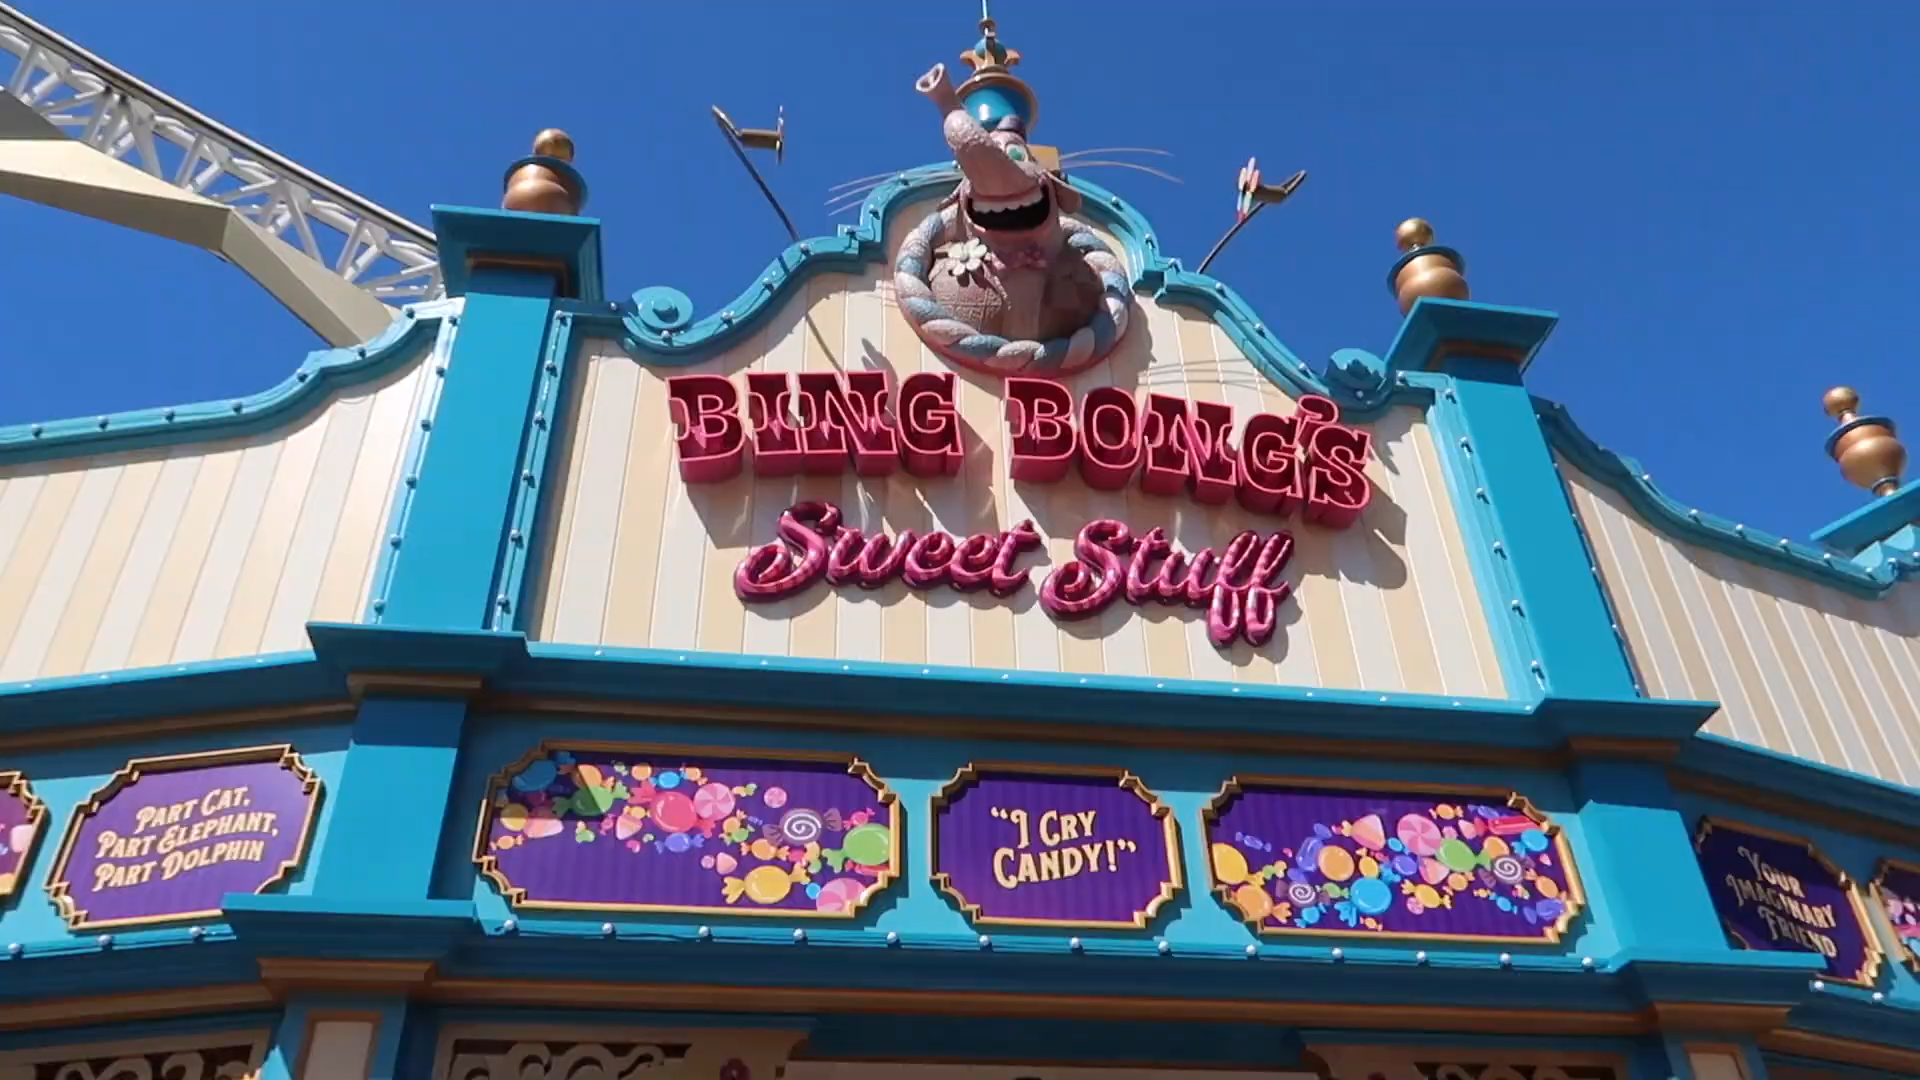 BING BONG'S
Sweet Stuff
PART CAT,
PART ELEPHANT,
PART DOLPHIN
"I CRY
CANDY!"
YOUR
IMAGINARY
FRIEND